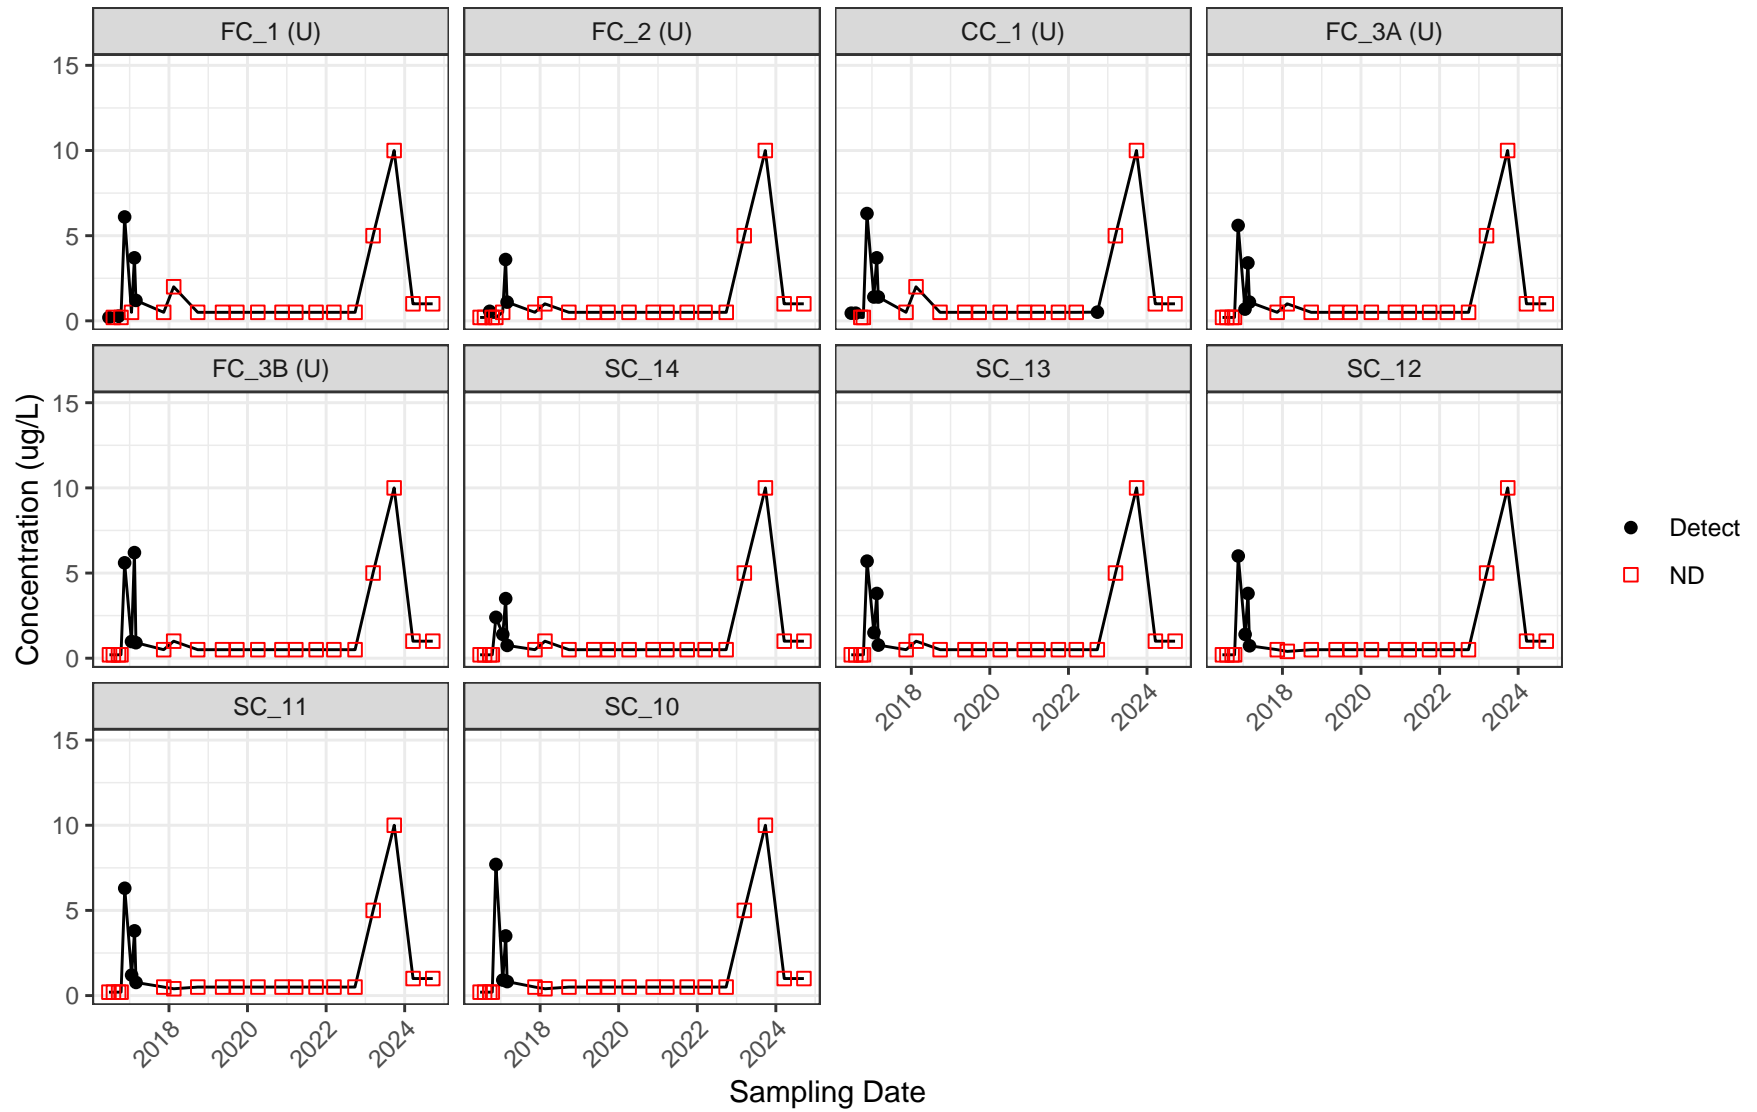 FC_1 (U)
FC_2 (U)
CC_1 (U)
FC_3A (U)
15
10
5
0
FC_3B (U)
SC_14
SC_13
SC_12
15
10
5
0
2018
2020
2022
2024
2018
2020
2022
2024
SC_11
SC_10
15
10
5
0
2018
2020
2022
2024
2018
2020
2022
2024
Concentration (ug/L)
Sampling Date
Detect
ND